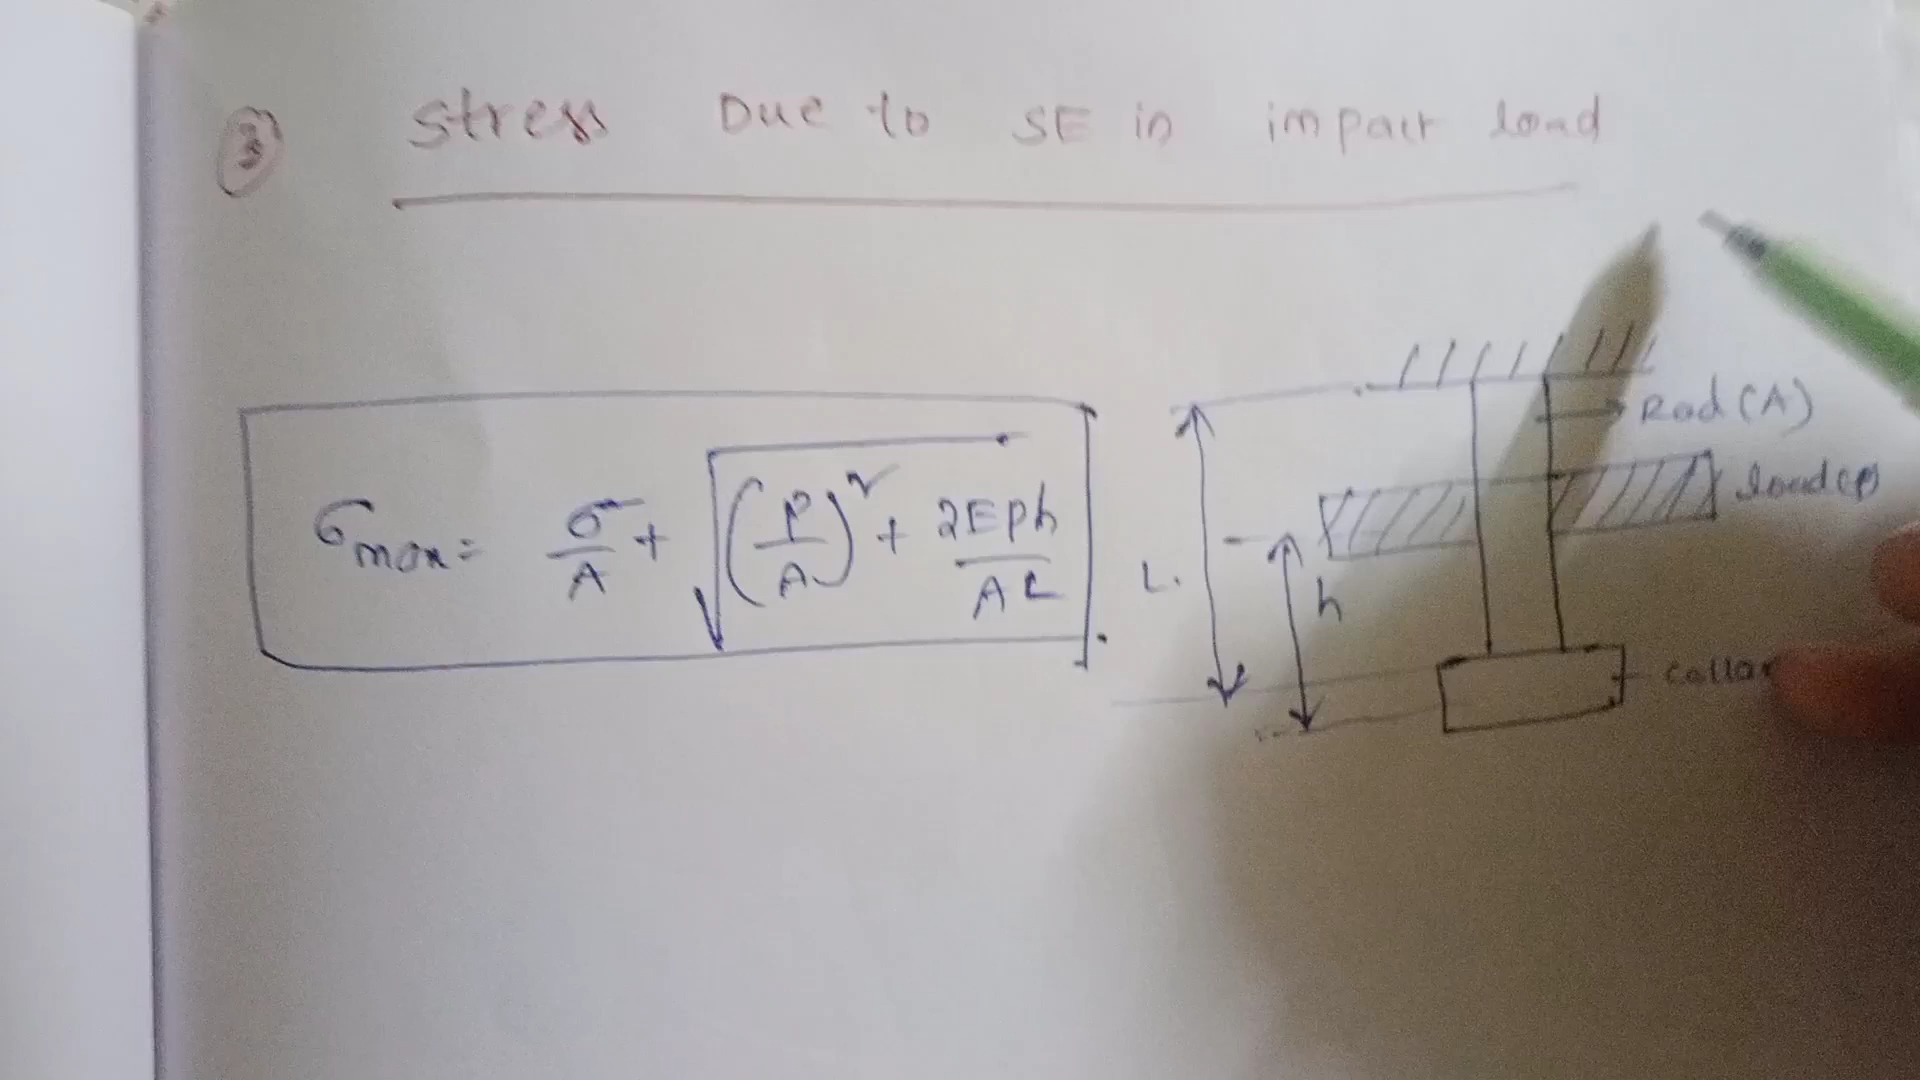 3 stress Due to SE in impact load
σmax = σ/A + √((P/A)² + 2EPh/AL)
L.
h
Rod (A)
load(P)
Collar